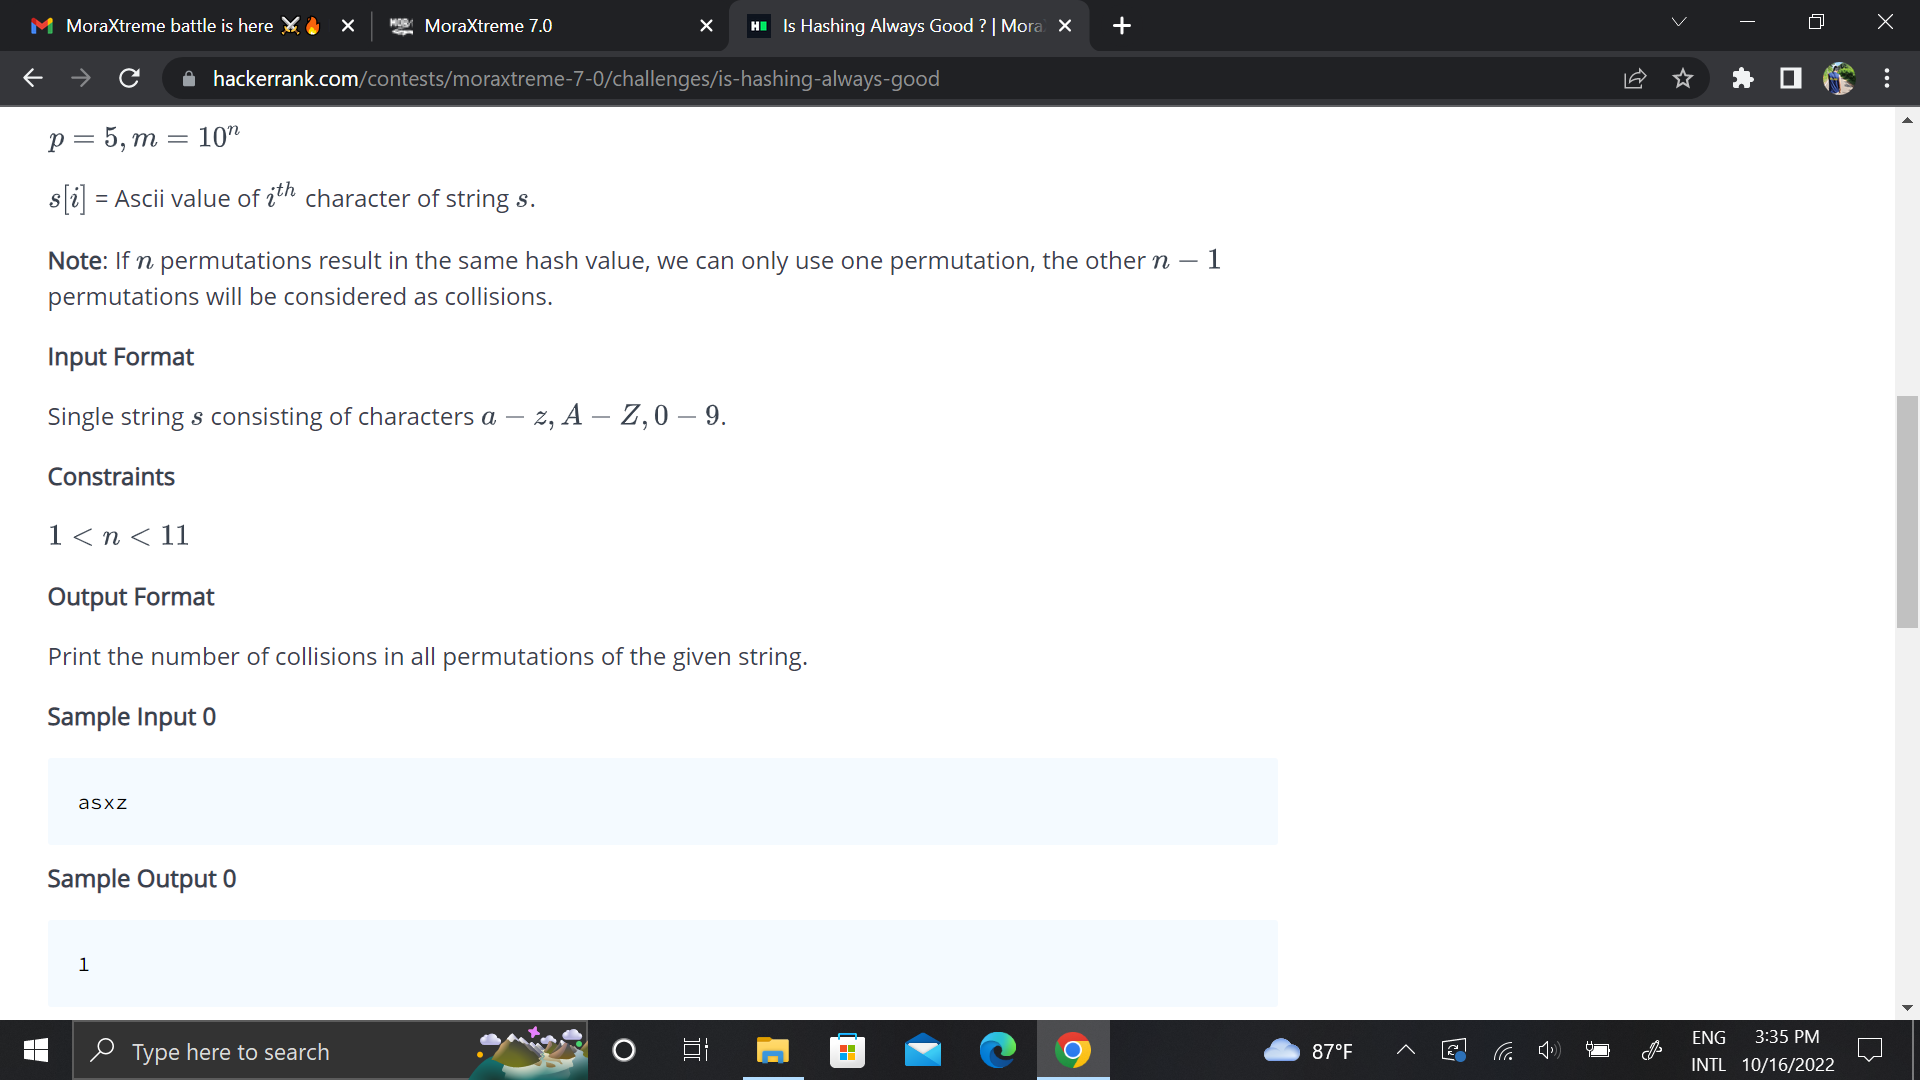 MoraXtreme battle is here ⚔🔥
MoraXtreme 7.0
Is Hashing Always Good ? | Mora
hackerrank.com/contests/moraxtreme-7-0/challenges/is-hashing-always-good
p = 5, m = 10ⁿ
s[i] = Ascii value of iᵗʰ character of string s.
Note: If n permutations result in the same hash value, we can only use one permutation, the other n − 1
permutations will be considered as collisions.
Input Format
Single string s consisting of characters a − z, A − Z, 0 − 9.
Constraints
1 < n < 11
Output Format
Print the number of collisions in all permutations of the given string.
Sample Input 0
asxz
Sample Output 0
1
Type here to search
87°F
ENG
INTL
3:35 PM
10/16/2022